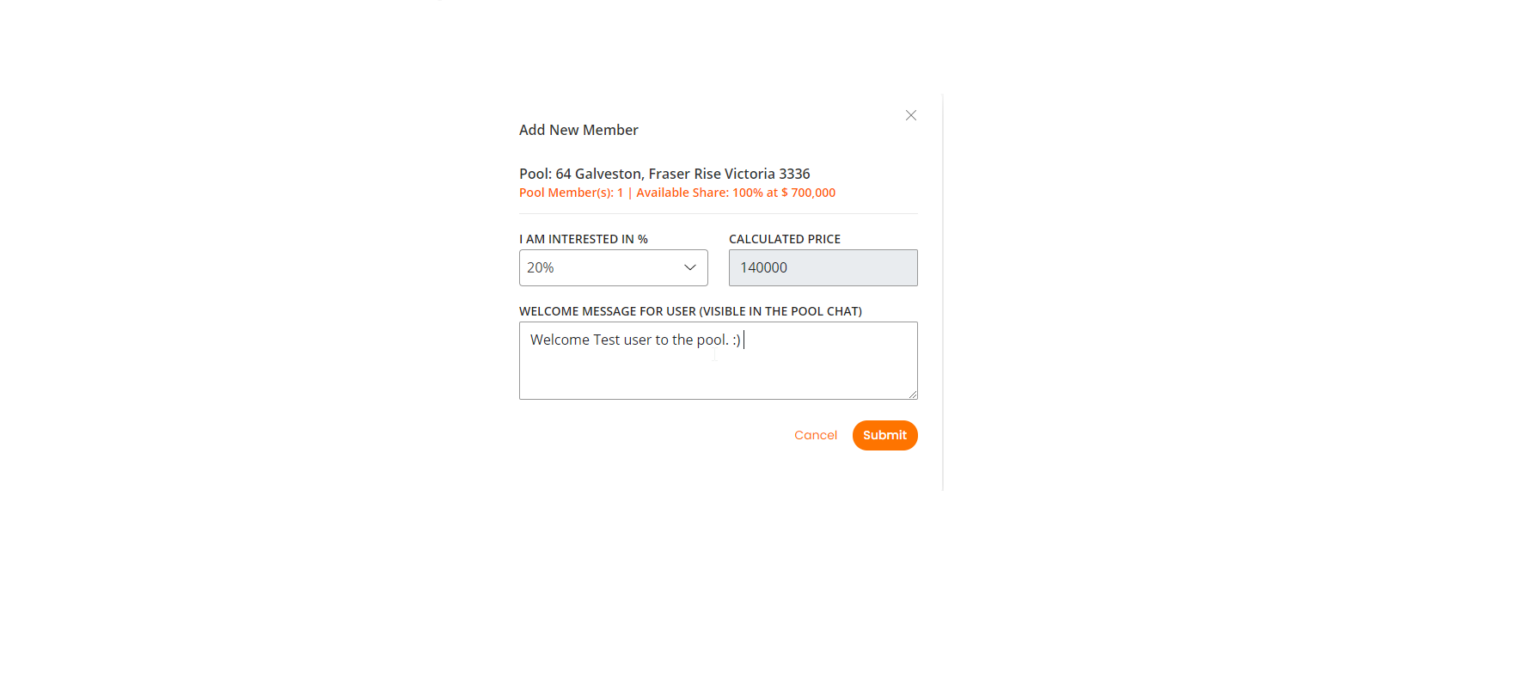 Add New Member
Pool: 64 Galveston, Fraser Rise Victoria 3336
Pool Member(s): 1 | Available Share: 100% at $ 700,000
I AM INTERESTED IN % CALCULATED PRICE
20% 140000
WELCOME MESSAGE FOR USER (VISIBLE IN THE POOL CHAT)
Welcome Test user to the pool. :)
Cancel Submit